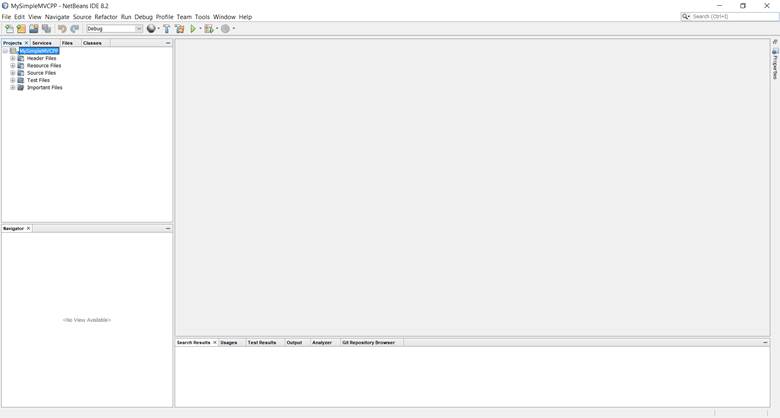 MySimpleMVCPP - NetBeans IDE 8.2
File Edit View Navigate Source Refactor Run Debug Profile Team Tools Window Help
Search (Ctrl+I)
Debug
Projects Services Files Classes
MySimpleMVCPP
Header Files
Resource Files
Source Files
Test Files
Important Files
Properties
Navigator
<No View Available>
Search Results Usages Test Results Output Analyzer Git Repository Browser